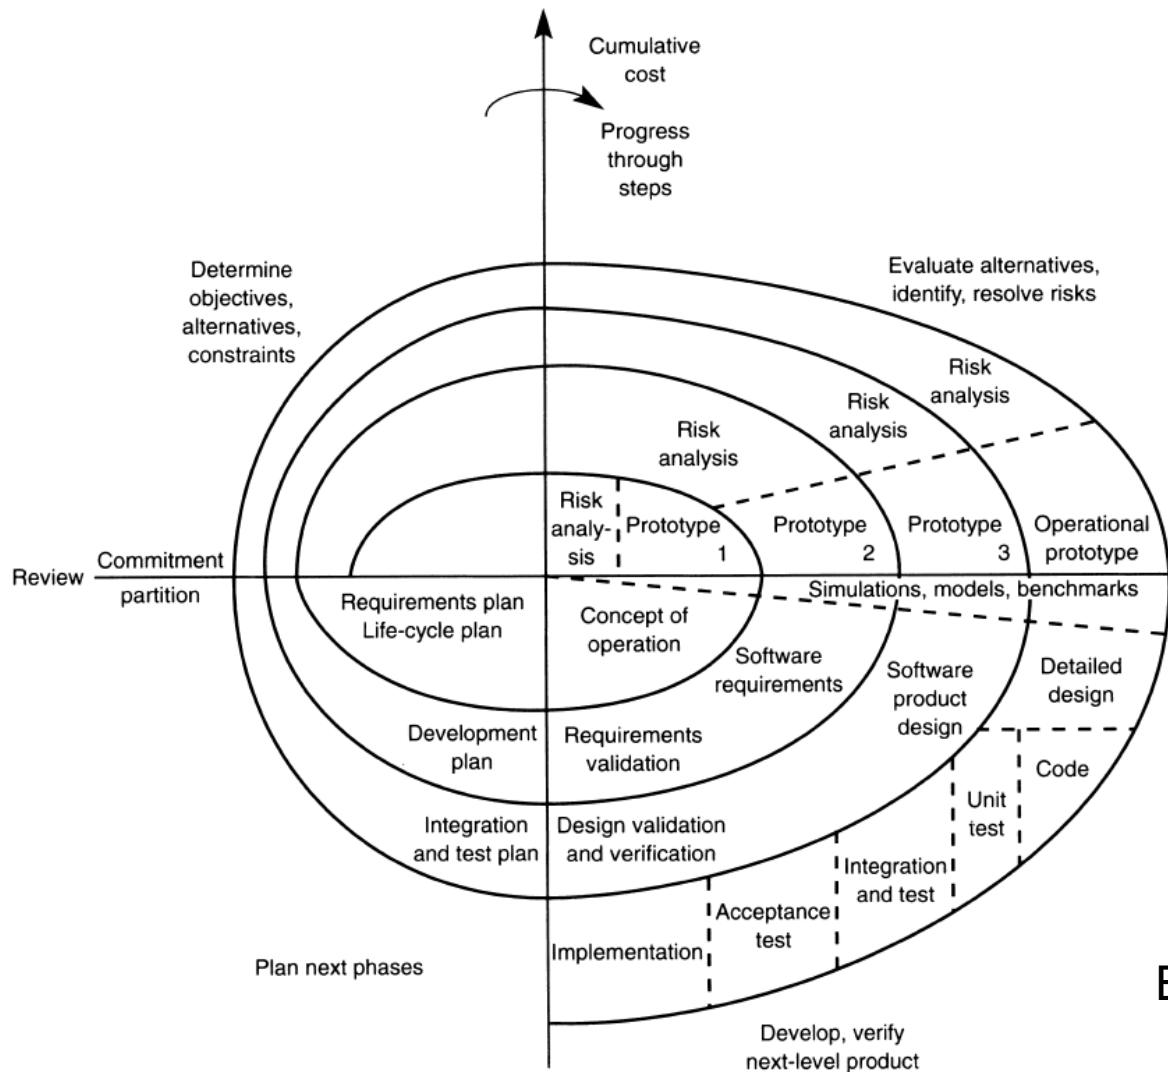 Cumulative
cost
Progress
through
steps
Determine
objectives,
alternatives,
constraints
Evaluate alternatives,
identify, resolve risks
Risk
analysis
Risk
analysis
Risk
analysis
Risk
analy-
sis
Prototype
1
Prototype
2
Prototype
3
Operational
prototype
Review
Commitment
partition
Simulations, models, benchmarks
Requirements plan
Life-cycle plan
Concept of
operation
Software
requirements
Software
product
design
Detailed
design
Development
plan
Requirements
validation
Code
Unit
test
Integration
and test plan
Design validation
and verification
Integration
and test
Acceptance
test
Implementation
Plan next phases
Develop, verify
next-level product